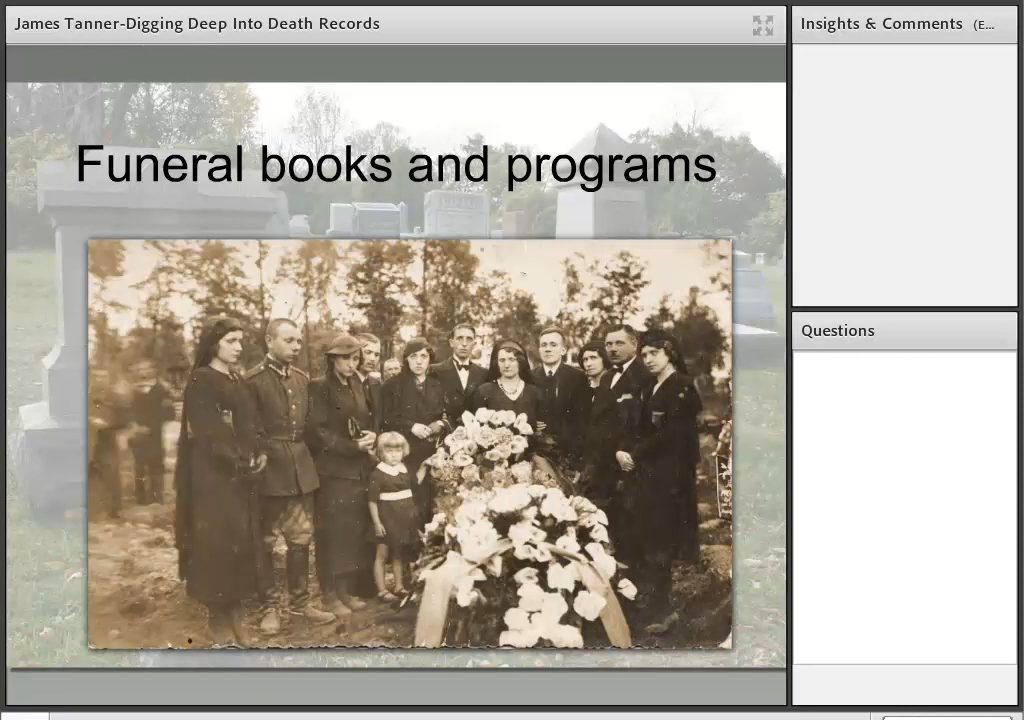 James Tanner-Digging Deep Into Death Records
Insights & Comments (E...
Funeral books and programs
Questions